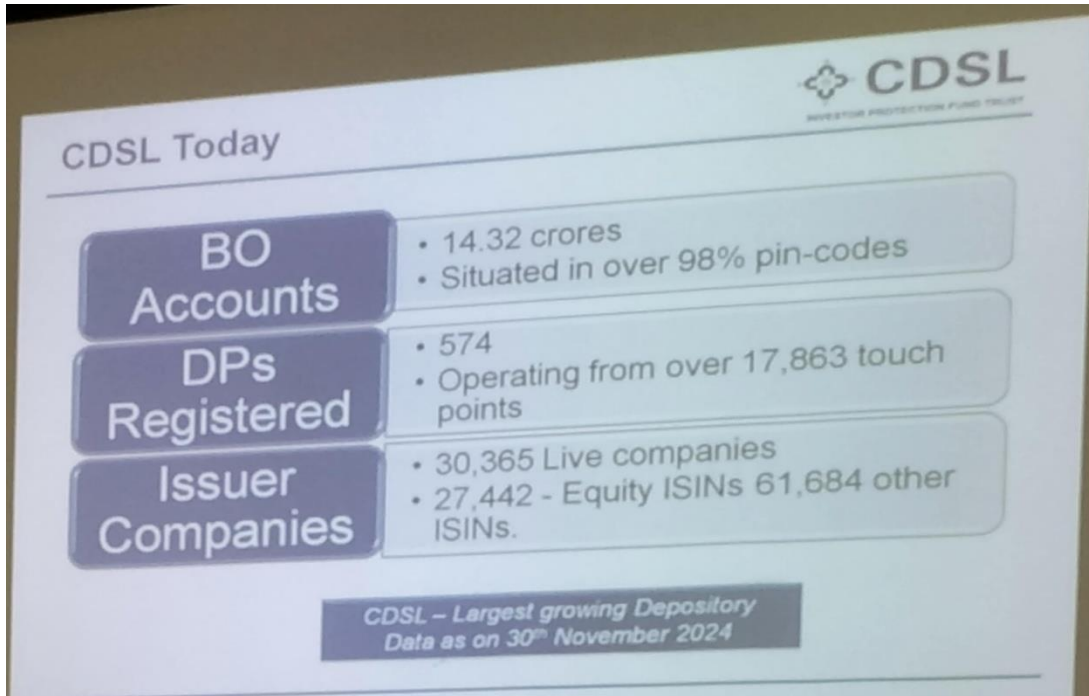 CDSL
INVESTOR PROTECTION FUND TRUST
CDSL Today
BO
Accounts
• 14.32 crores
• Situated in over 98% pin-codes
DPs
Registered
• 574
• Operating from over 17,863 touch
points
Issuer
Companies
• 30,365 Live companies
• 27,442 - Equity ISINs 61,684 other
ISINs.
CDSL – Largest growing Depository
Data as on 30th November 2024